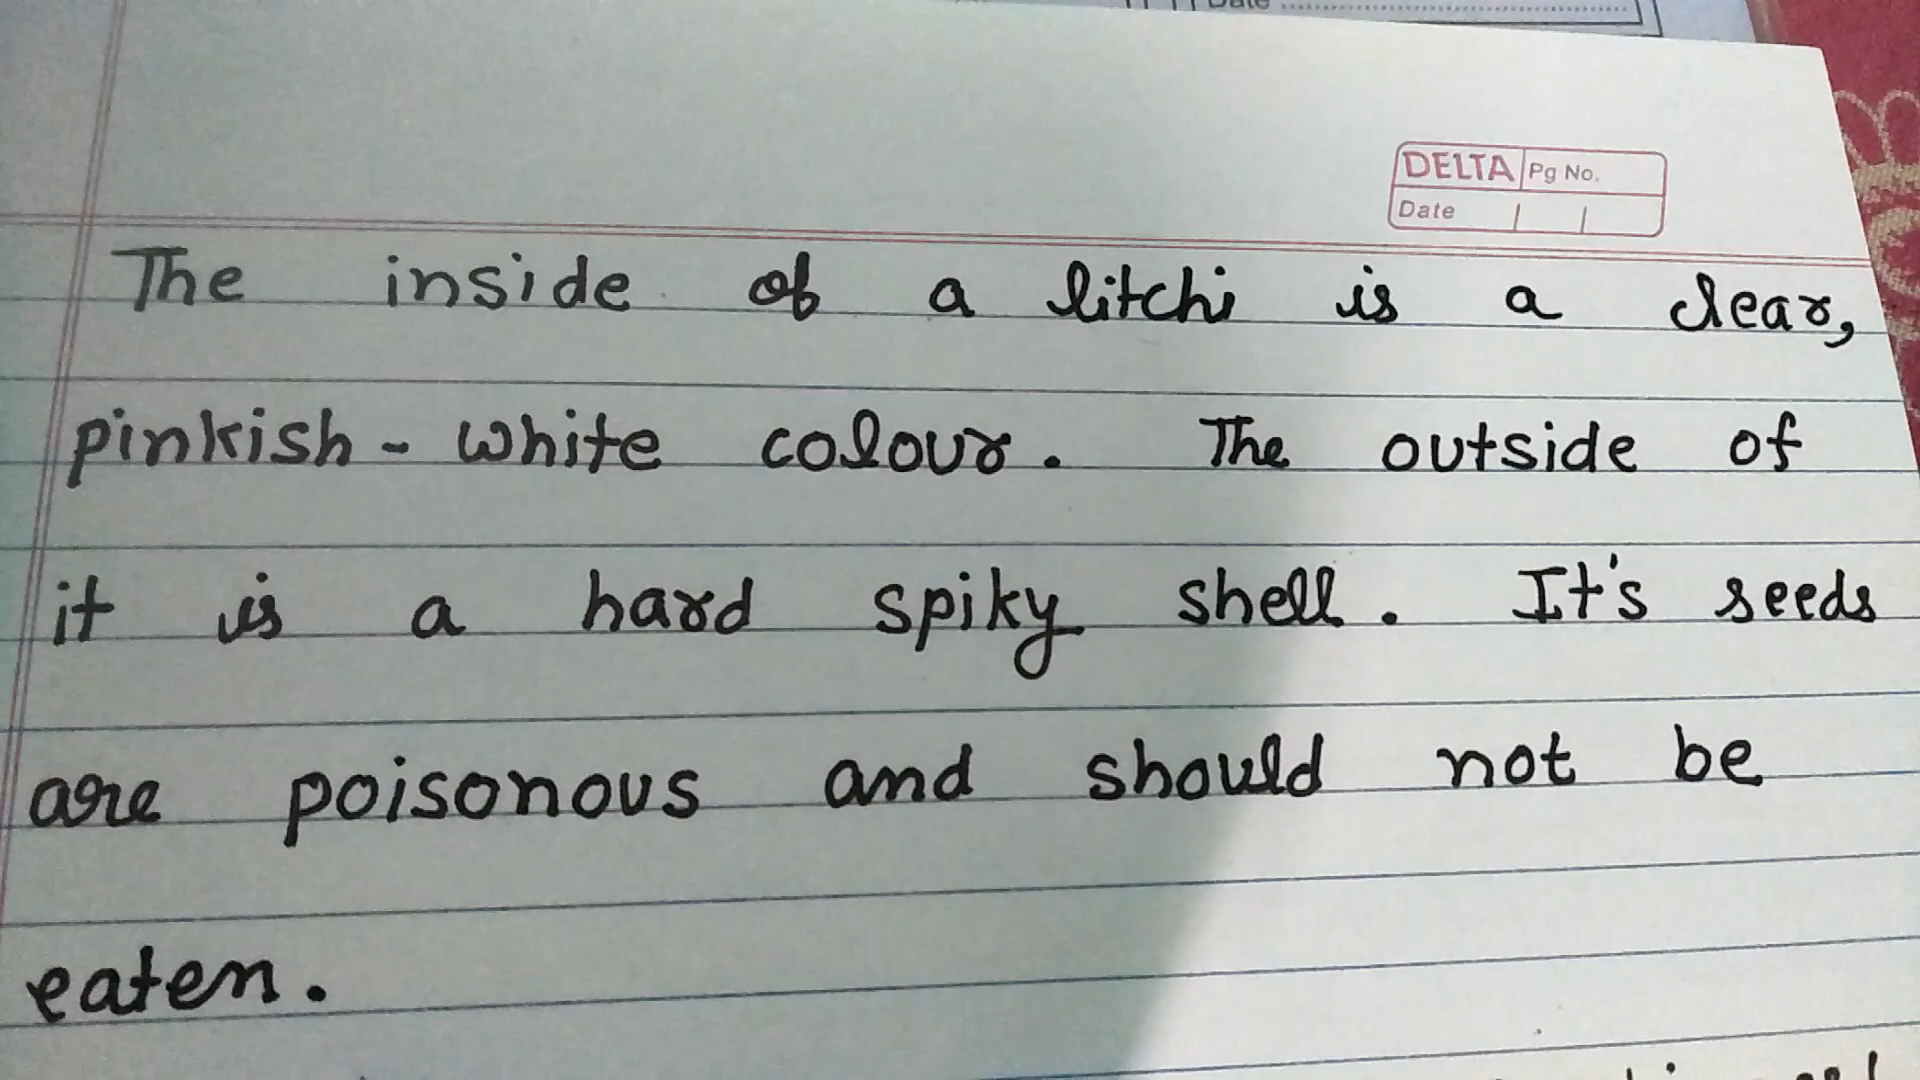 Date
DELTA Pg No.
Date
The inside of a litchi is a clear,
pinkish - white colour. The outside of
it is a hard spiky shell. It's seeds
are poisonous and should not be
eaten.